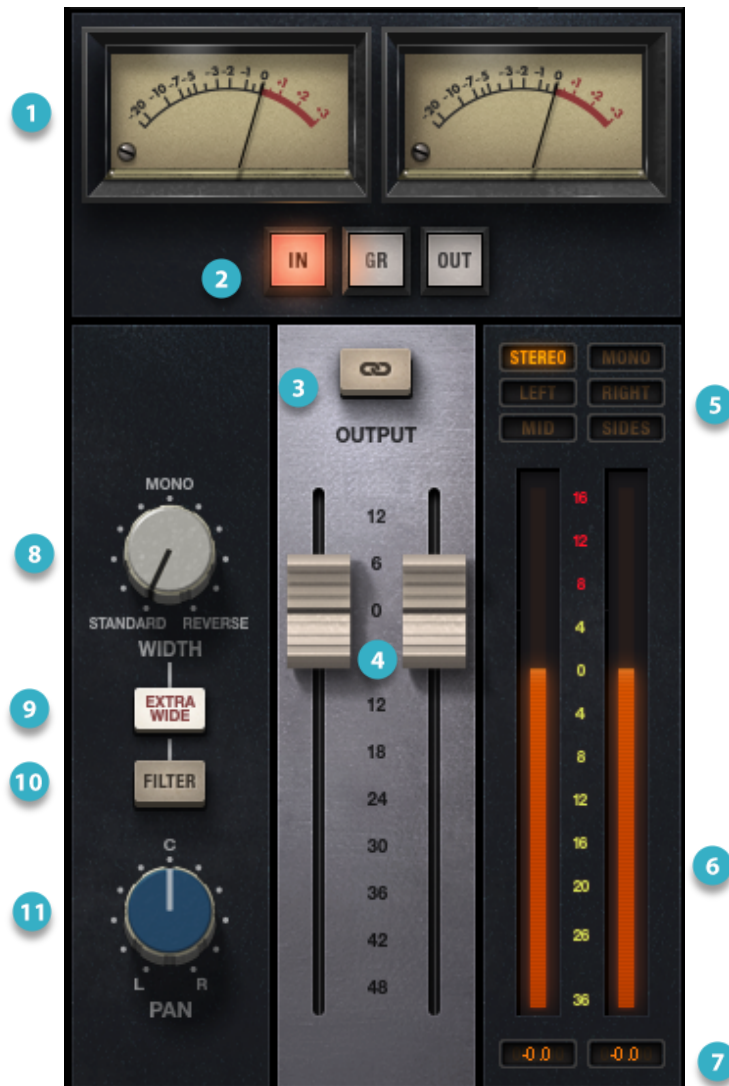 -20 -10 -7 -5 -3 -2 -1 0 -1 -2 -3
-20 -10 -7 -5 -3 -2 -1 0 -1 -2 -3
1
IN GR OUT
2
3
OUTPUT
STEREO MONO
LEFT RIGHT
MID SIDES
5
MONO
8
STANDARD REVERSE
WIDTH
EXTRA
WIDE
9
FILTER
10
C
11
L R
PAN
12
6
0
4
12
18
24
30
36
42
48
16
12
8
4
0
4
8
12
16
20
26
36
6
-0.0 -0.0
7